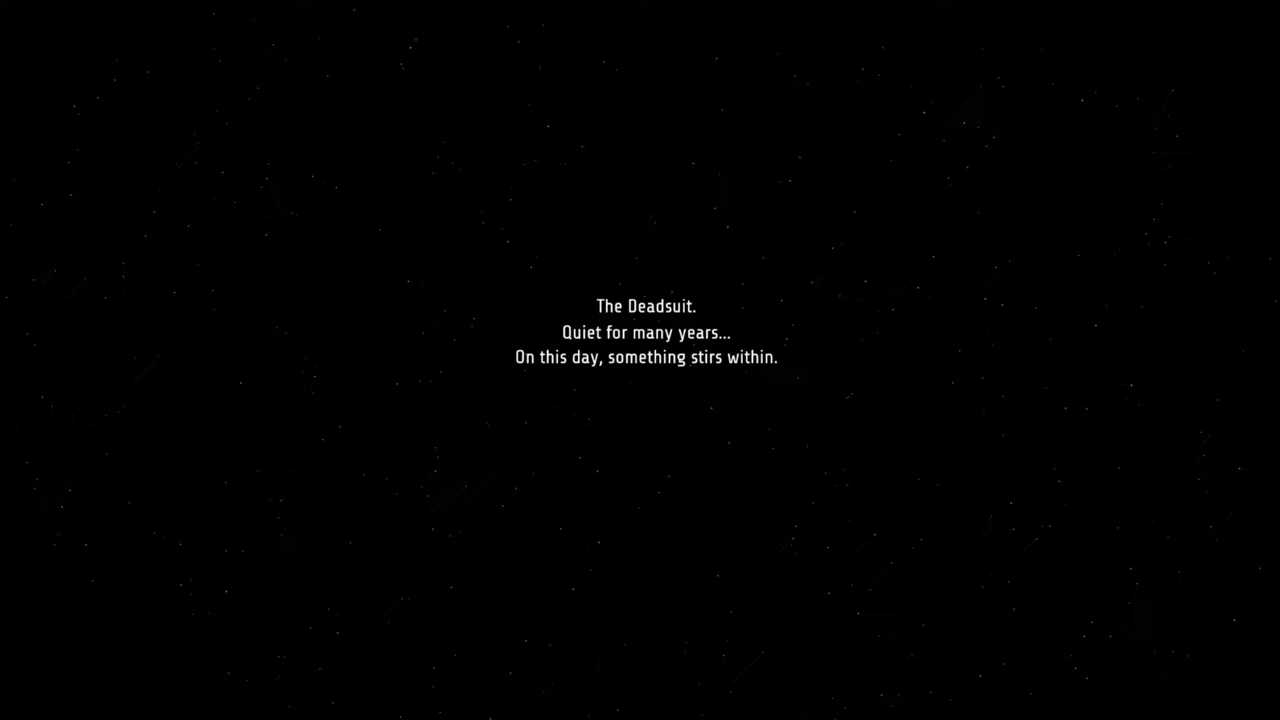 The Deadsuit.
Quiet for many years...
On this day, something stirs within.